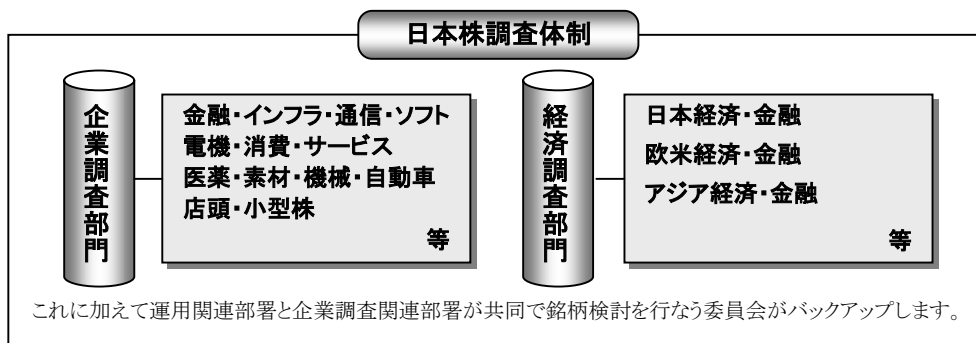 日本株調査体制
企業調査部門
金融・インフラ・通信・ソフト
電機・消費・サービス
医薬・素材・機械・自動車
店頭・小型株
等
経済調査部門
日本経済・金融
欧米経済・金融
アジア経済・金融
等
これに加えて運用関連部署と企業調査関連部署が共同で銘柄検討を行なう委員会がバックアップします。